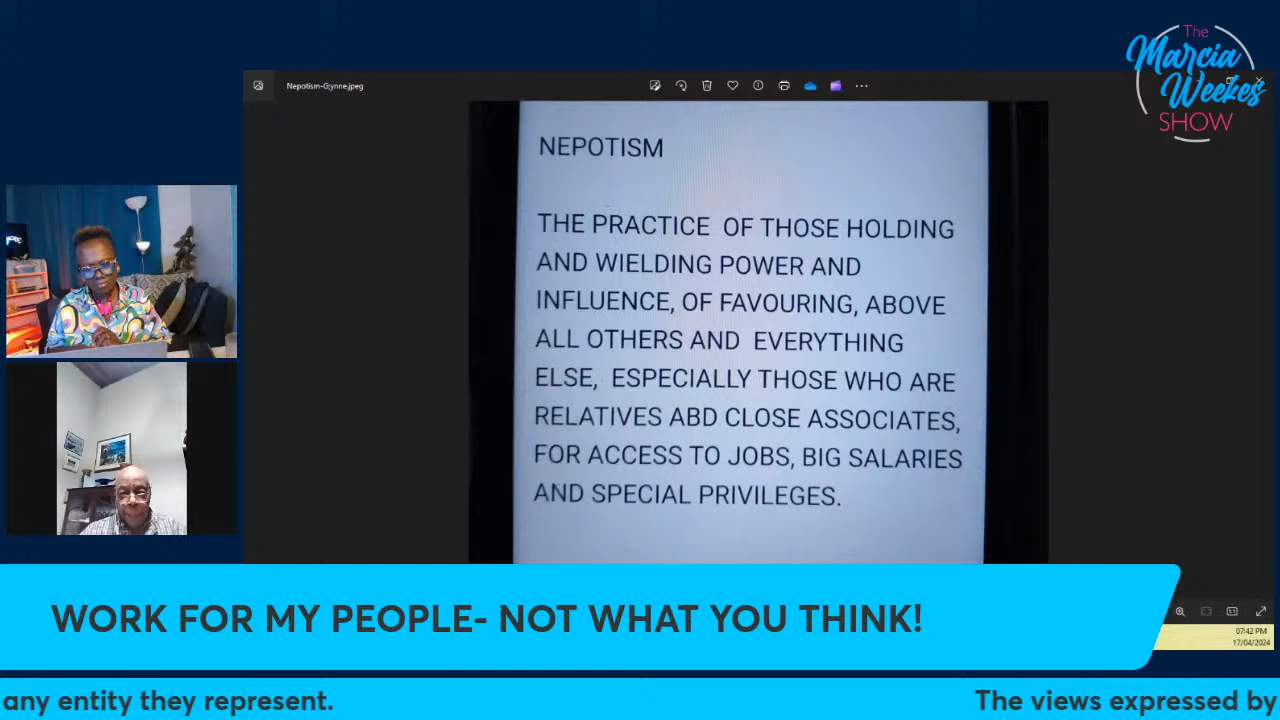 The
Marcia
Weekes
SHOW
Nepotism-Glynne.jpeg
NEPOTISM
THE PRACTICE OF THOSE HOLDING
AND WIELDING POWER AND
INFLUENCE, OF FAVOURING, ABOVE
ALL OTHERS AND EVERYTHING
ELSE, ESPECIALLY THOSE WHO ARE
RELATIVES ABD CLOSE ASSOCIATES,
FOR ACCESS TO JOBS, BIG SALARIES
AND SPECIAL PRIVILEGES.
WORK FOR MY PEOPLE- NOT WHAT YOU THINK!
07:42 PM
17/04/2024
any entity they represent.
The views expressed by